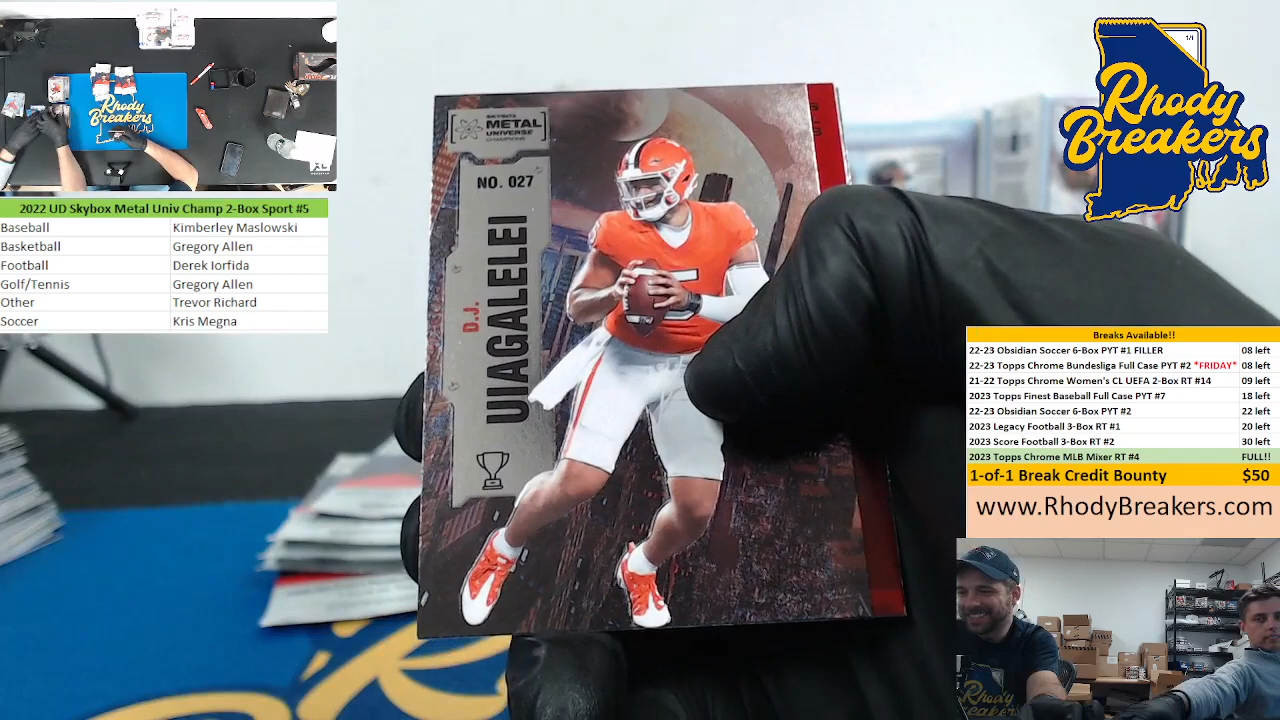 Rhody
Breakers
2022 UD Skybox Metal Univ Champ 2-Box Sport #5
Baseball Kimberley Maslowski
Basketball Gregory Allen
Football Derek Iorfida
Golf/Tennis Gregory Allen
Other Trevor Richard
Soccer Kris Megna
SKYBOX
METAL
UNIVERSE
CHAMPIONS
NO. 027
D.J.
UIAGALELEI
5
1/1
Rhody
Breakers
Breaks Available!!
22-23 Obsidian Soccer 6-Box PYT #1 FILLER 08 left
22-23 Topps Chrome Bundesliga Full Case PYT #2 *FRIDAY* 08 left
21-22 Topps Chrome Women's CL UEFA 2-Box RT #14 09 left
2023 Topps Finest Baseball Full Case PYT #7 18 left
22-23 Obsidian Soccer 6-Box PYT #2 22 left
2023 Legacy Football 3-Box RT #1 20 left
2023 Score Football 3-Box RT #2 30 left
2023 Topps Chrome MLB Mixer RT #4 FULL!!
1-of-1 Break Credit Bounty $50
www.RhodyBreakers.com
Rhody